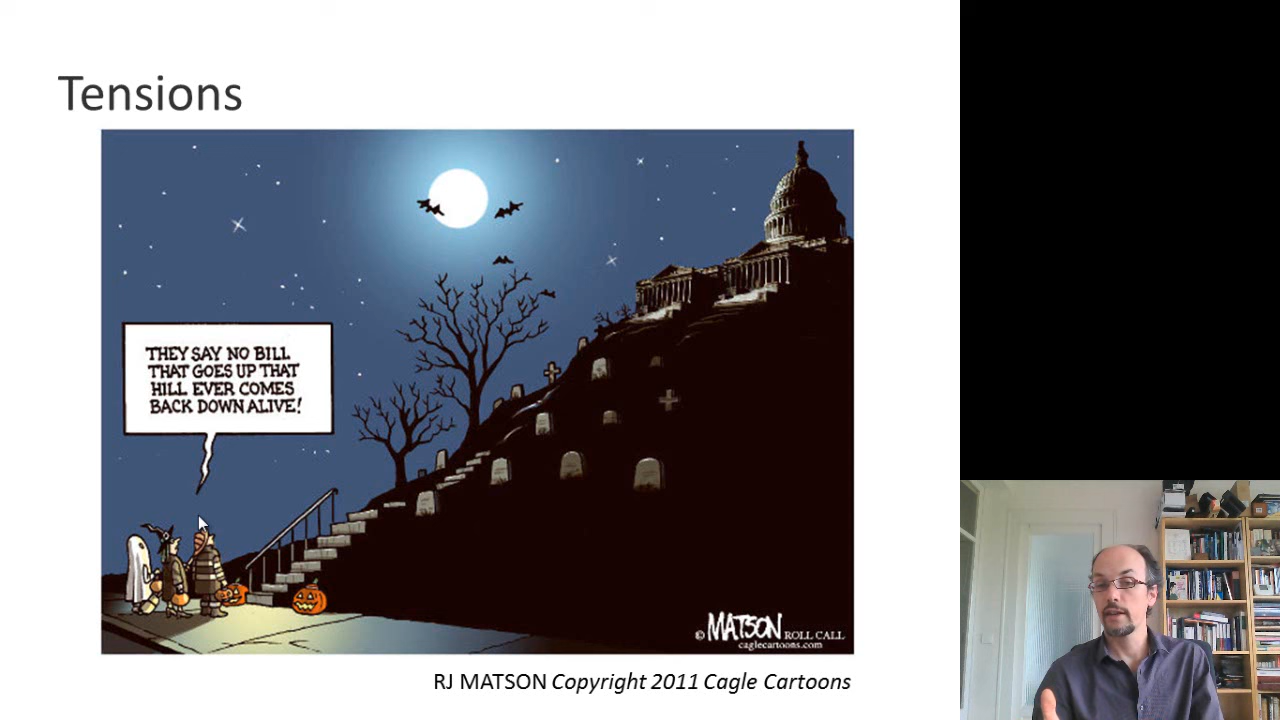 Tensions
THEY SAY NO BILL
THAT GOES UP THAT
HILL EVER COMES
BACK DOWN ALIVE!
© MATSON ROLL CALL
caglecartoons.com
RJ MATSON Copyright 2011 Cagle Cartoons